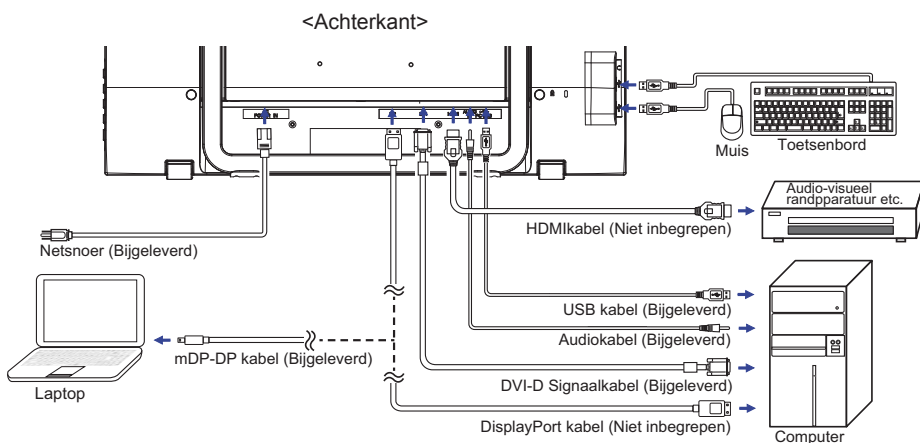 <Achterkant>
Muis
Toetsenbord
Audio-visueel
randpparatuur etc.
HDMIkabel (Niet inbegrepen)
Netsnoer (Bijgeleverd)
USB kabel (Bijgeleverd)
Audiokabel (Bijgeleverd)
mDP-DP kabel (Bijgeleverd)
DVI-D Signaalkabel (Bijgeleverd)
Laptop
DisplayPort kabel (Niet inbegrepen)
Computer